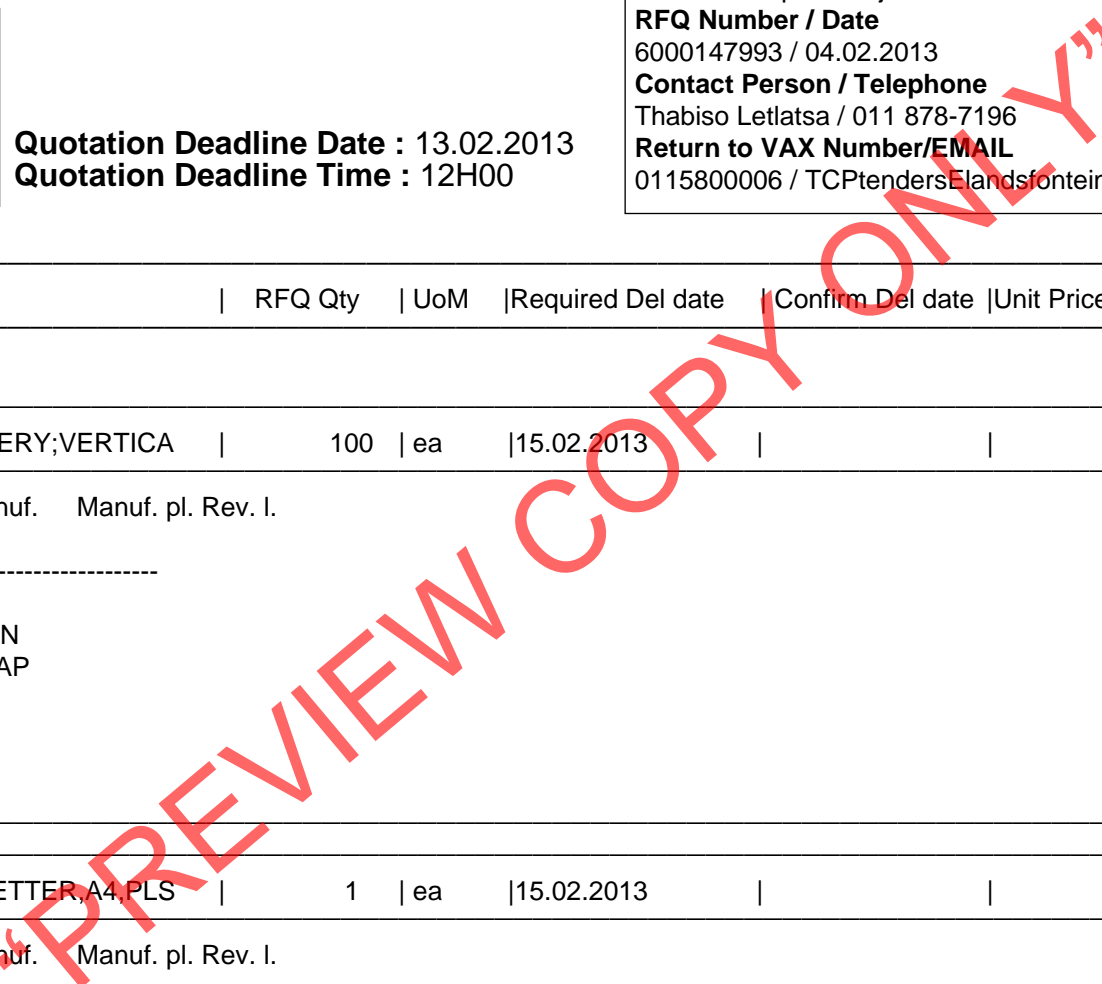 RFQ Number / Date
6000147993 / 04.02.2013
Contact Person / Telephone
Thabiso Letlatsa / 011 878-7196
Return to VAX Number/EMAIL
0115800006 / TCPtendersElandsfontein
Quotation Deadline Date : 13.02.2013
Quotation Deadline Time : 12H00
| RFQ Qty | UoM |Required Del date | Confirm Del date |Unit Price
ERY;VERTICA | 100 | ea |15.02.2013 | |
nuf. Manuf. pl. Rev. l.
------------------
N
AP
ETTER,A4,PLS | 1 | ea |15.02.2013 | |
nuf. Manuf. pl. Rev. l.
“PREVIEW COPY ONLY”